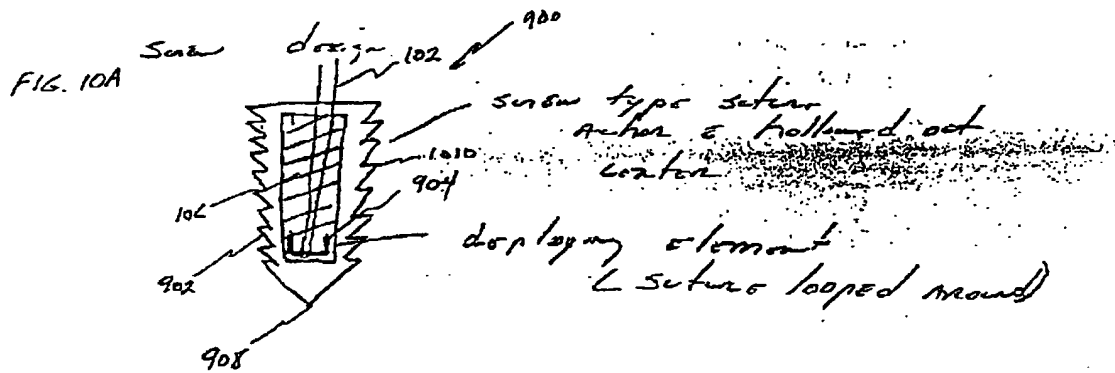 Screw design
FIG. 10A
900
102
screw type suture
Anchor c hollowed out
center
1010
904
106
deploying element
(suture looped around)
902
908